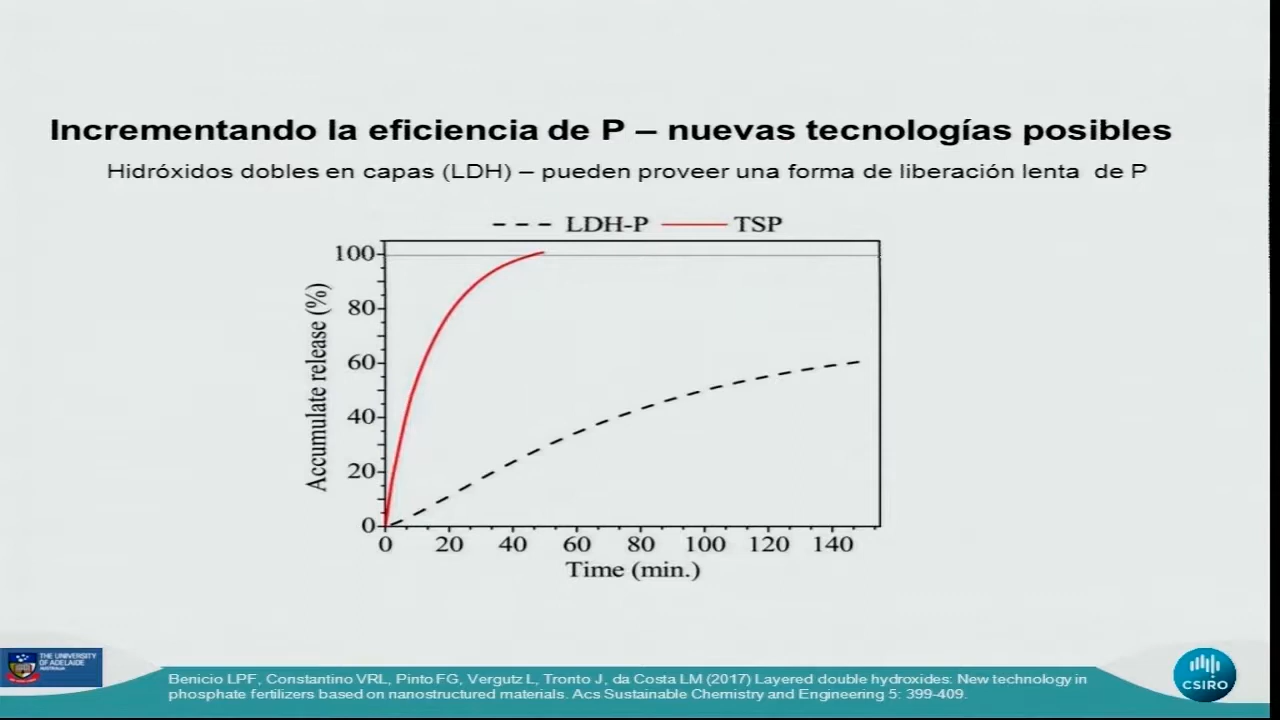 Incrementando la eficiencia de P – nuevas tecnologías posibles
Hidróxidos dobles en capas (LDH) – pueden proveer una forma de liberación lenta de P
LDH-P TSP
Accumulate release (%)
100
80
60
40
20
0
0 20 40 60 80 100 120 140
Time (min.)
THE UNIVERSITY
OF ADELAIDE
AUSTRALIA
Benicio LPF, Constantino VRL, Pinto FG, Vergutz L, Tronto J, da Costa LM (2017) Layered double hydroxides: New technology in
phosphate fertilizers based on nanostructured materials. Acs Sustainable Chemistry and Engineering 5: 399-409.
CSIRO